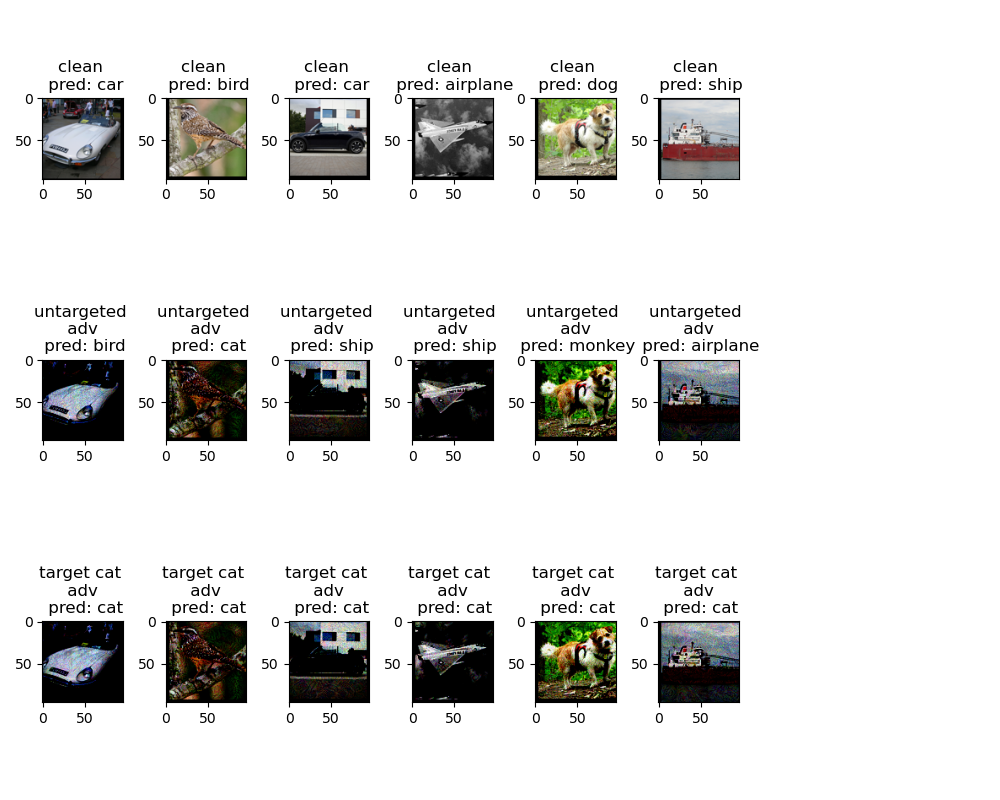 clean clean clean clean clean clean
pred: car pred: bird pred: car pred: airplane pred: dog pred: ship
0 0 0 0 0 0
50 50 50 50 50 50
0 50 0 50 0 50 0 50 0 50 0 50
untargeted untargeted untargeted untargeted untargeted untargeted
adv adv adv adv adv adv
pred: bird pred: cat pred: ship pred: ship pred: monkey pred: airplane
0 0 0 0 0 0
50 50 50 50 50 50
0 50 0 50 0 50 0 50 0 50 0 50
target cat target cat target cat target cat target cat target cat
adv adv adv adv adv adv
pred: cat pred: cat pred: cat pred: cat pred: cat pred: cat
0 0 0 0 0 0
50 50 50 50 50 50
0 50 0 50 0 50 0 50 0 50 0 50